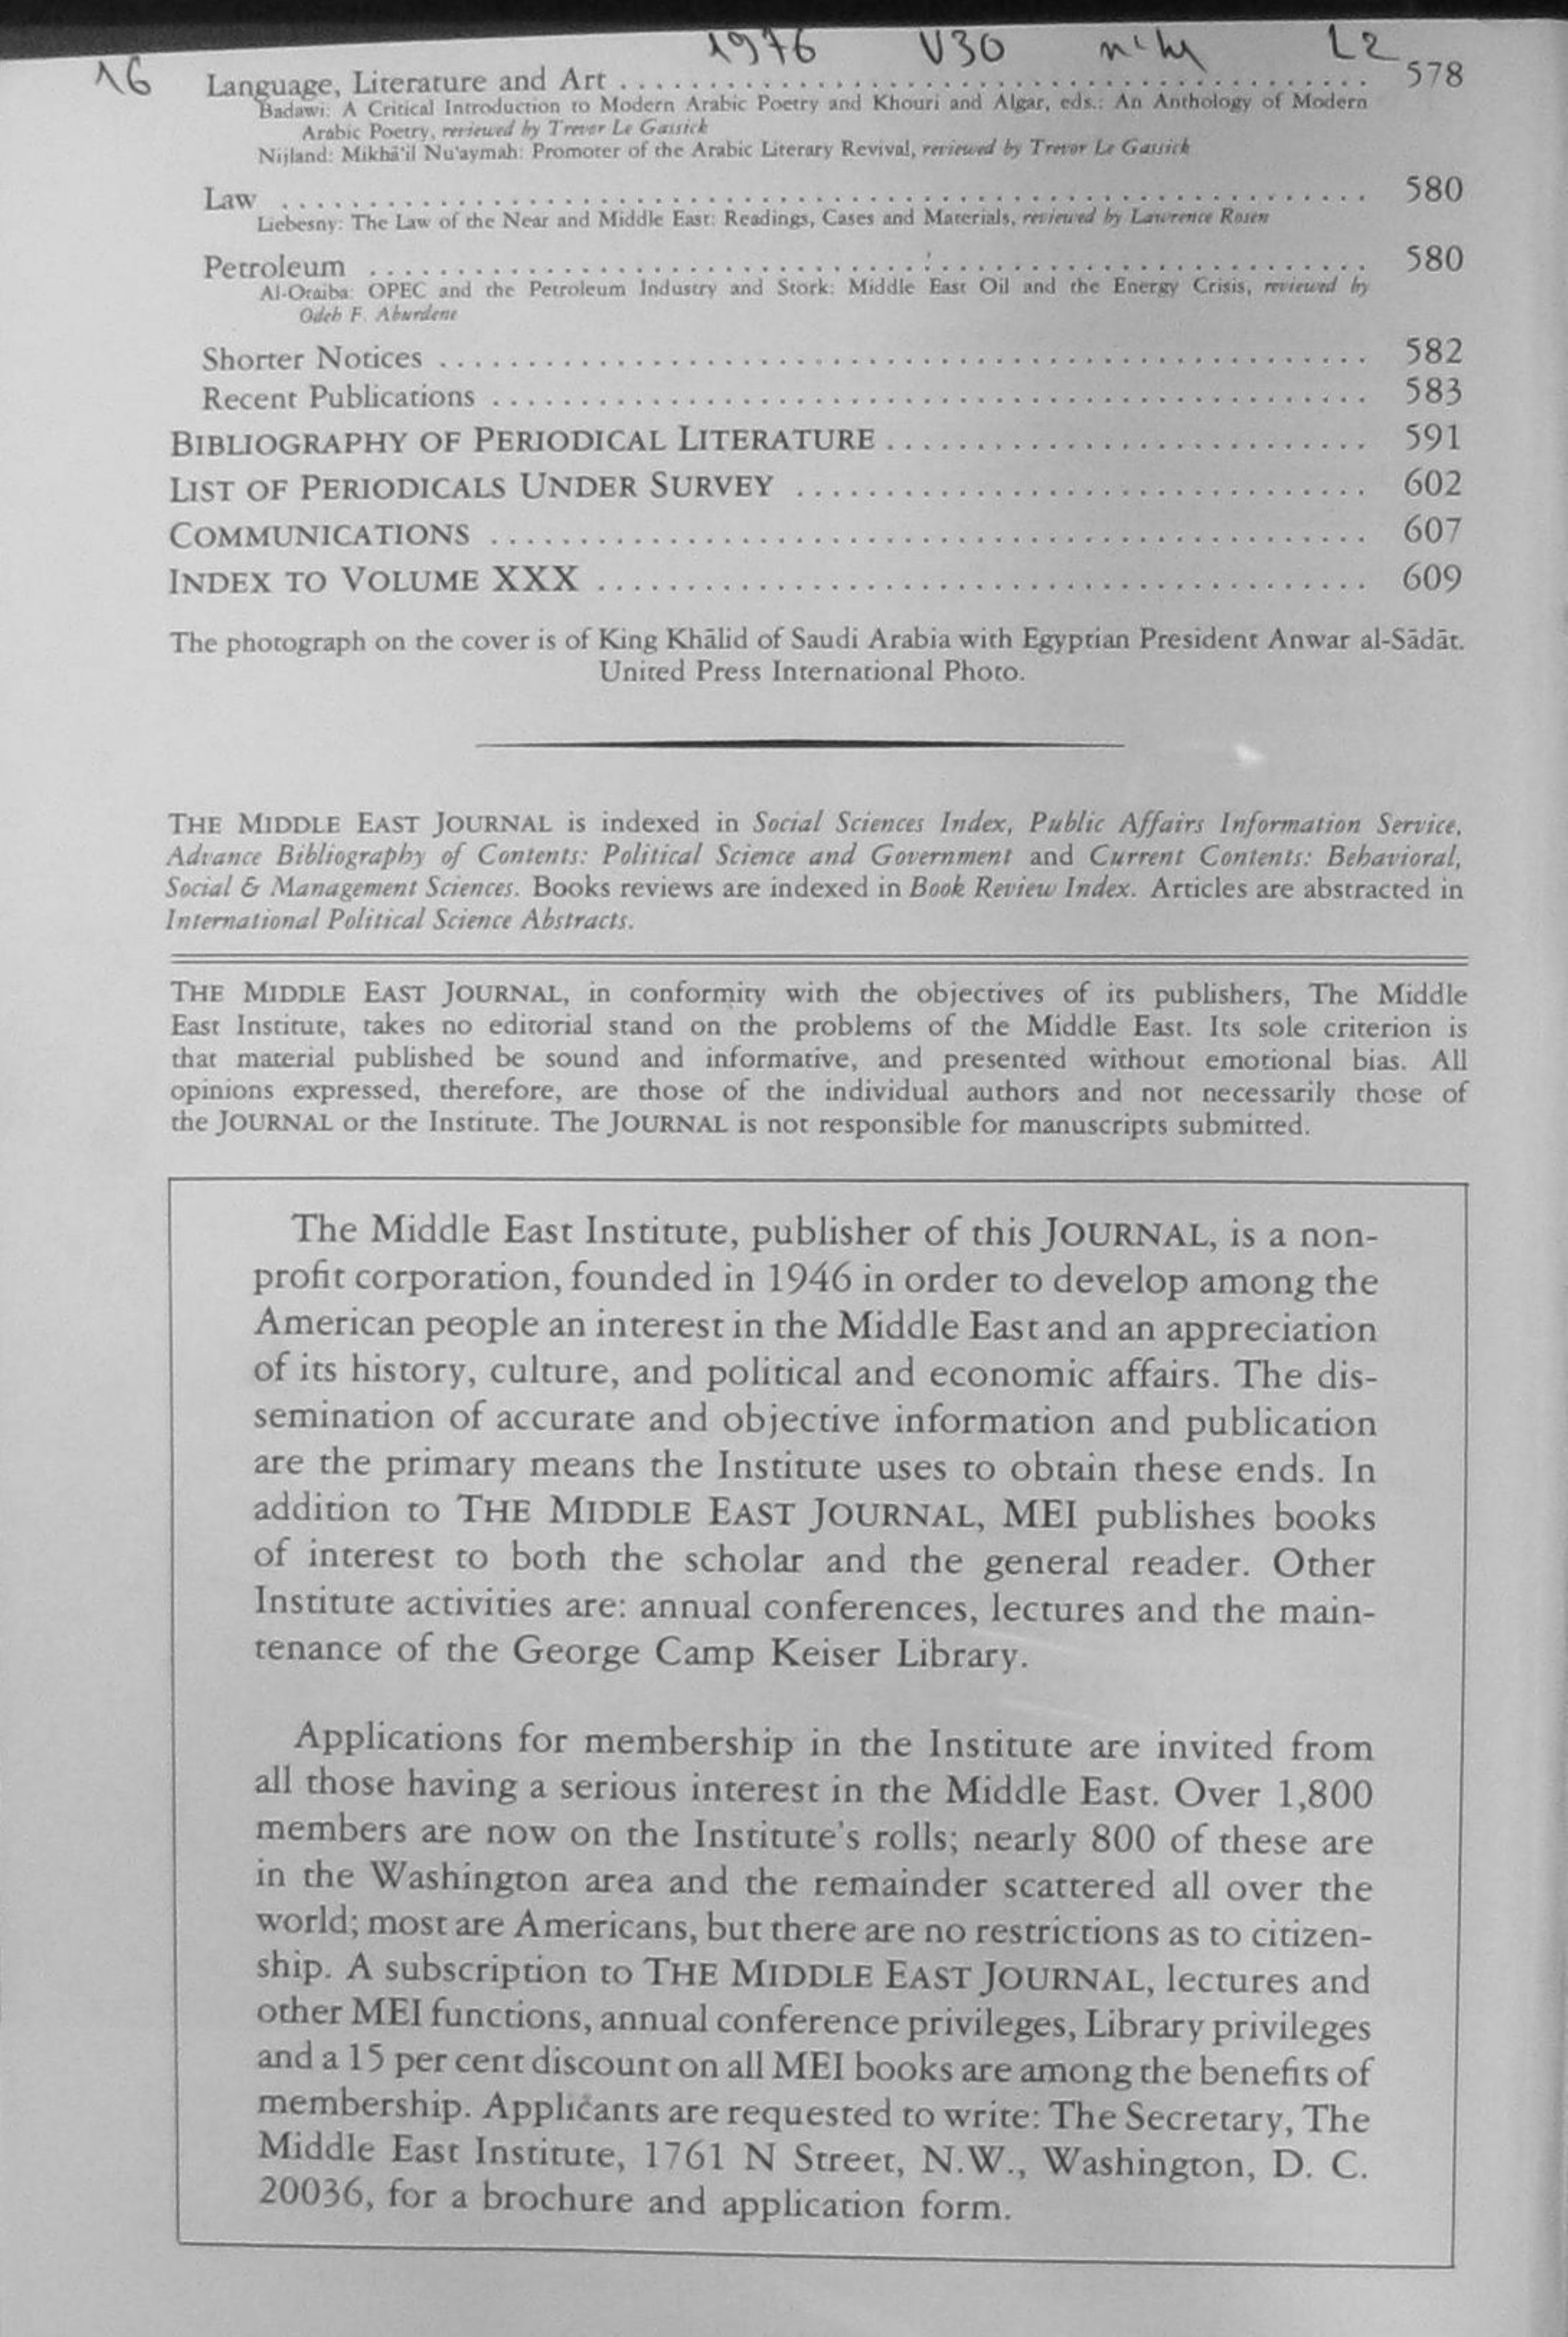 1976 V30 L2
16
Language, Literature and Art . . . . . . . . . . . . . . . . . . . . . . . . . . . . . . . . . . . . . . . . . . . 578
Badawi: A Critical Introduction to Modern Arabic Poetry and Khouri and Algar, eds.: An Anthology of Modern
Arabic Poetry, reviewed by Trevor Le Gassick
Nijland: Mikhā'il Nu'aymah: Promoter of the Arabic Literary Revival, reviewed by Trevor Le Gassick
Law . . . . . . . . . . . . . . . . . . . . . . . . . . . . . . . . . . . . . . . . . . . . . . . . . . . . . . . . . . . . . . 580
Liebesny: The Law of the Near and Middle East: Readings, Cases and Materials, reviewed by Lawrence Rosen
Petroleum . . . . . . . . . . . . . . . . . . . . . . . . . . . . . . . . . . . . . . . . . . . . . . . . . . . . . . . . . 580
Al-Otaiba: OPEC and the Petroleum Industry and Stork: Middle East Oil and the Energy Crisis, reviewed by
Odeh F. Aburdene
Shorter Notices . . . . . . . . . . . . . . . . . . . . . . . . . . . . . . . . . . . . . . . . . . . . . . . . . . . . . 582
Recent Publications . . . . . . . . . . . . . . . . . . . . . . . . . . . . . . . . . . . . . . . . . . . . . . . . . . 583
BIBLIOGRAPHY OF PERIODICAL LITERATURE . . . . . . . . . . . . . . . . . . . . . . . . . . . 591
LIST OF PERIODICALS UNDER SURVEY . . . . . . . . . . . . . . . . . . . . . . . . . . . . . . . . 602
COMMUNICATIONS . . . . . . . . . . . . . . . . . . . . . . . . . . . . . . . . . . . . . . . . . . . . . . . . . . 607
INDEX TO VOLUME XXX . . . . . . . . . . . . . . . . . . . . . . . . . . . . . . . . . . . . . . . . . . . . 609
The photograph on the cover is of King Khālid of Saudi Arabia with Egyptian President Anwar al-Sādāt.
United Press International Photo.
THE MIDDLE EAST JOURNAL is indexed in Social Sciences Index, Public Affairs Information Service,
Advance Bibliography of Contents: Political Science and Government and Current Contents: Behavioral,
Social & Management Sciences. Books reviews are indexed in Book Review Index. Articles are abstracted in
International Political Science Abstracts.
THE MIDDLE EAST JOURNAL, in conformity with the objectives of its publishers, The Middle
East Institute, takes no editorial stand on the problems of the Middle East. Its sole criterion is
that material published be sound and informative, and presented without emotional bias. All
opinions expressed, therefore, are those of the individual authors and not necessarily those of
the JOURNAL or the Institute. The JOURNAL is not responsible for manuscripts submitted.
The Middle East Institute, publisher of this JOURNAL, is a non-
profit corporation, founded in 1946 in order to develop among the
American people an interest in the Middle East and an appreciation
of its history, culture, and political and economic affairs. The dis-
semination of accurate and objective information and publication
are the primary means the Institute uses to obtain these ends. In
addition to THE MIDDLE EAST JOURNAL, MEI publishes books
of interest to both the scholar and the general reader. Other
Institute activities are: annual conferences, lectures and the main-
tenance of the George Camp Keiser Library.
Applications for membership in the Institute are invited from
all those having a serious interest in the Middle East. Over 1,800
members are now on the Institute's rolls; nearly 800 of these are
in the Washington area and the remainder scattered all over the
world; most are Americans, but there are no restrictions as to citizen-
ship. A subscription to THE MIDDLE EAST JOURNAL, lectures and
other MEI functions, annual conference privileges, Library privileges
and a 15 per cent discount on all MEI books are among the benefits of
membership. Applicants are requested to write: The Secretary, The
Middle East Institute, 1761 N Street, N.W., Washington, D. C.
20036, for a brochure and application form.